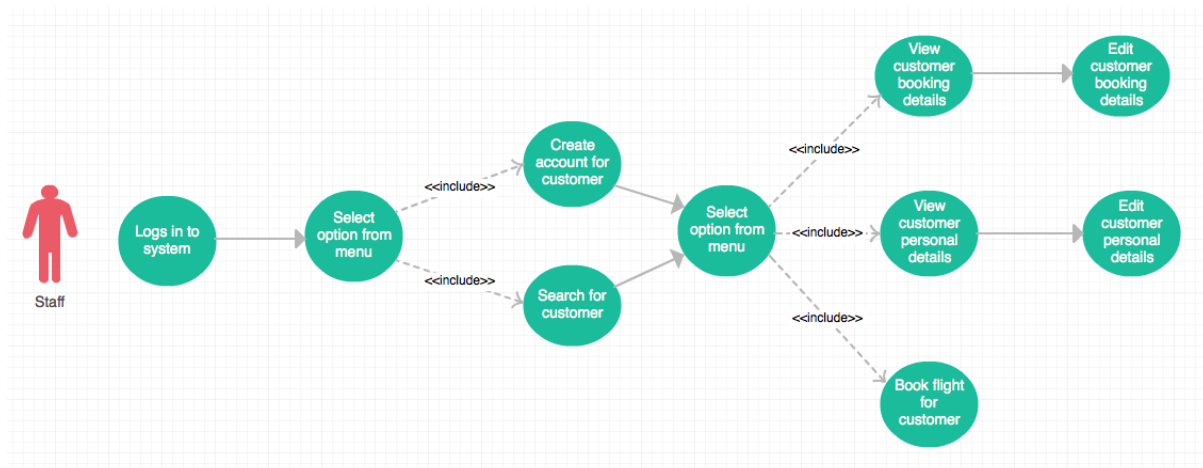 Staff
Logs in to
system
Select
option from
menu
<<include>>
<<include>>
Create
account for
customer
Search for
customer
Select
option from
menu
<<include>>
<<include>>
<<include>>
View
customer
booking
details
Edit
customer
booking
details
View
customer
personal
details
Edit
customer
personal
details
Book flight
for
customer